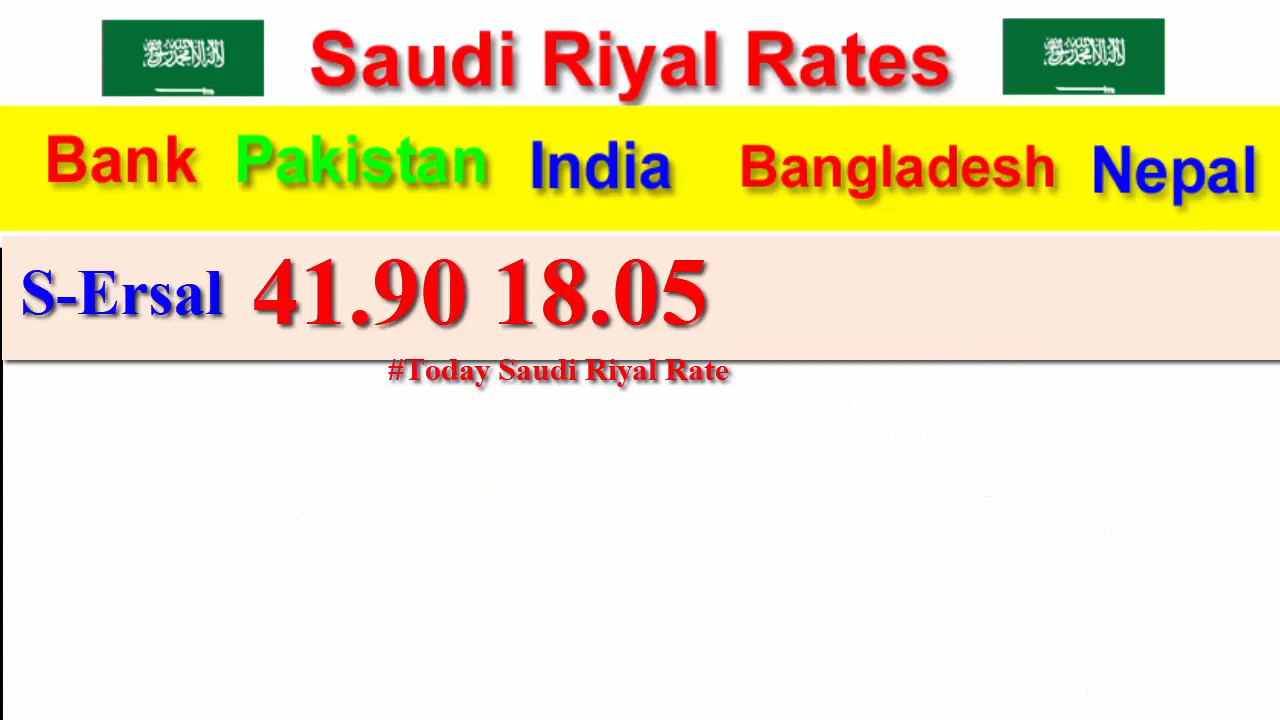 Saudi Riyal Rates
Bank Pakistan India Bangladesh Nepal
S-Ersal 41.90 18.05
#Today Saudi Riyal Rate